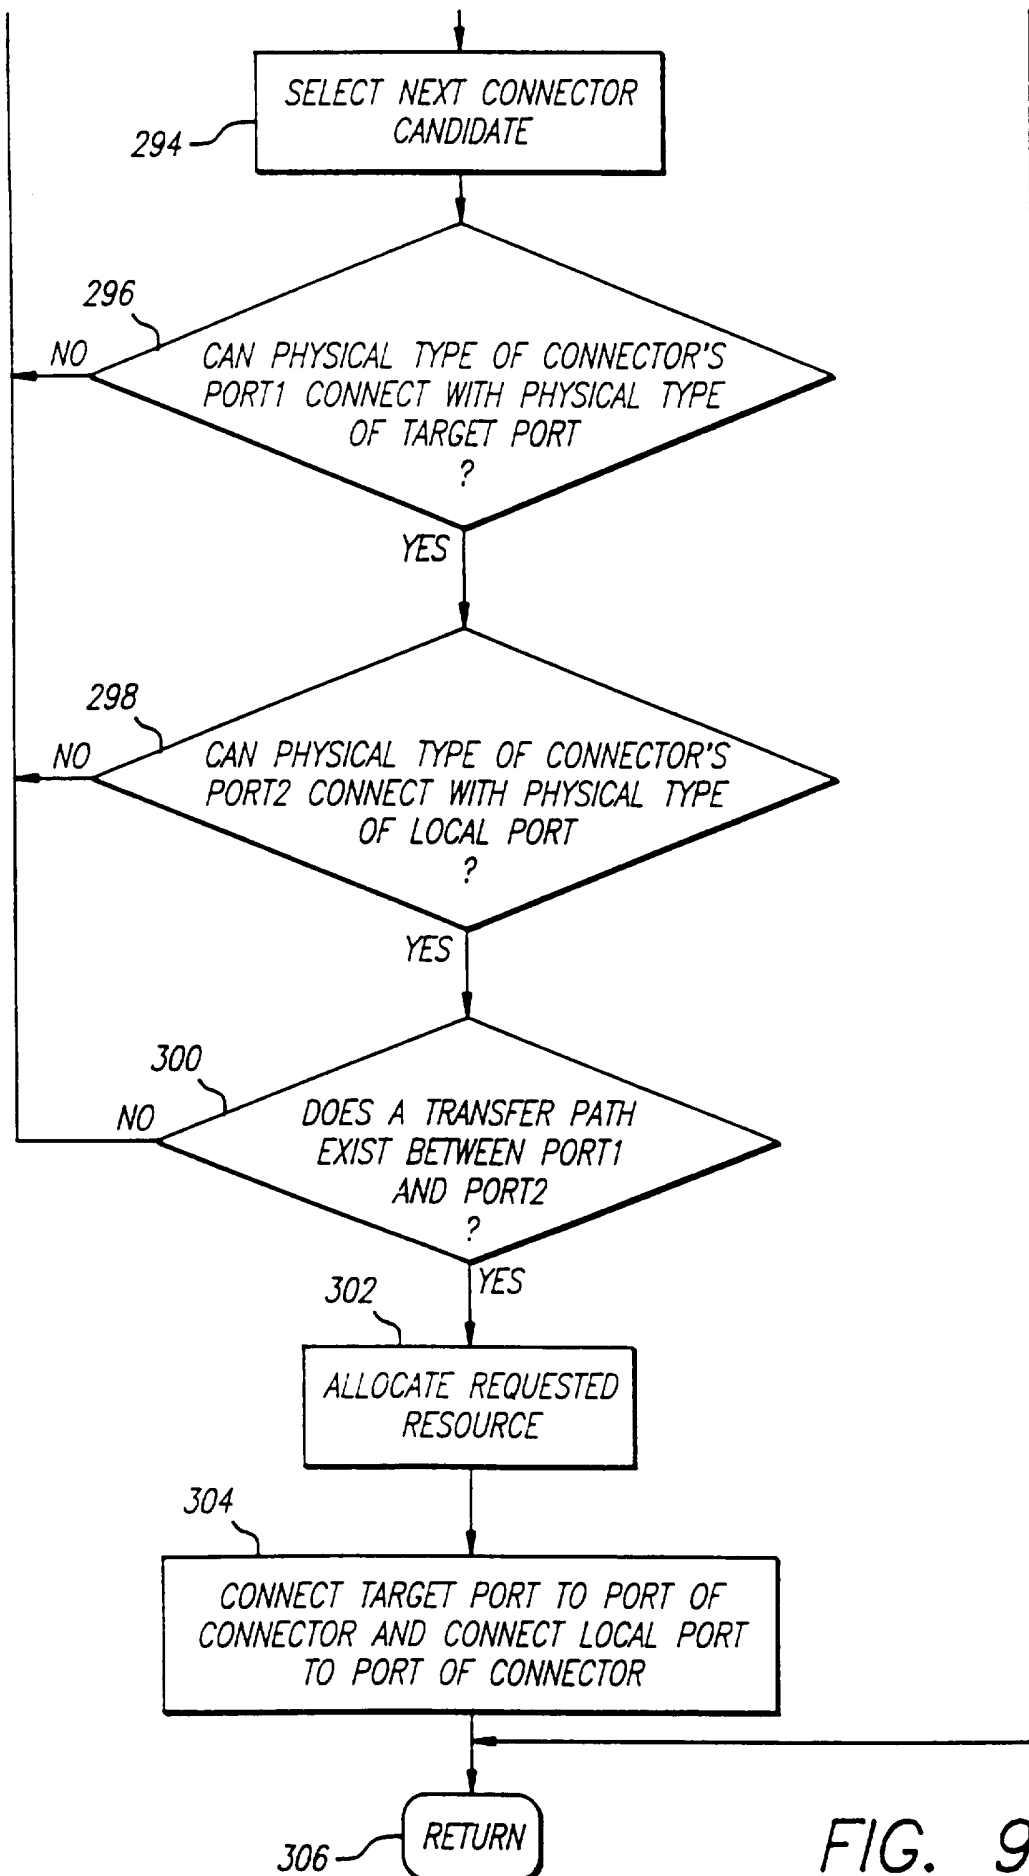 SELECT NEXT CONNECTOR
CANDIDATE
294
296
NO
CAN PHYSICAL TYPE OF CONNECTOR'S
PORT1 CONNECT WITH PHYSICAL TYPE
OF TARGET PORT
?
YES
298
NO
CAN PHYSICAL TYPE OF CONNECTOR'S
PORT2 CONNECT WITH PHYSICAL TYPE
OF LOCAL PORT
?
YES
300
NO
DOES A TRANSFER PATH
EXIST BETWEEN PORT1
AND PORT2
?
YES
302
ALLOCATE REQUESTED
RESOURCE
304
CONNECT TARGET PORT TO PORT OF
CONNECTOR AND CONNECT LOCAL PORT
TO PORT OF CONNECTOR
RETURN
306
FIG. 9